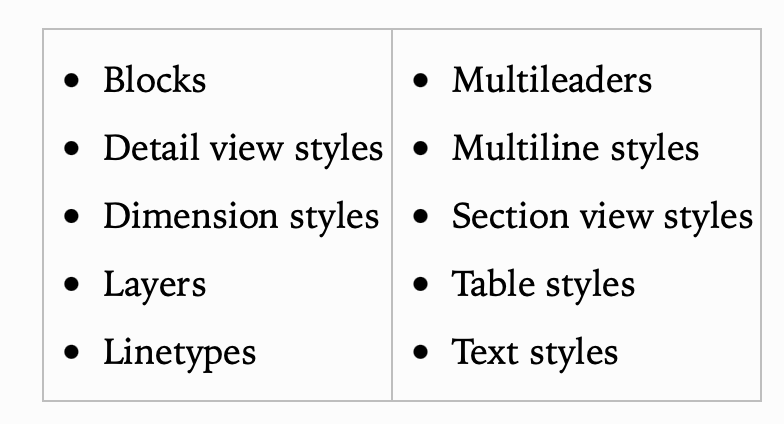 • Blocks
• Detail view styles
• Dimension styles
• Layers
• Linetypes
• Multileaders
• Multiline styles
• Section view styles
• Table styles
• Text styles